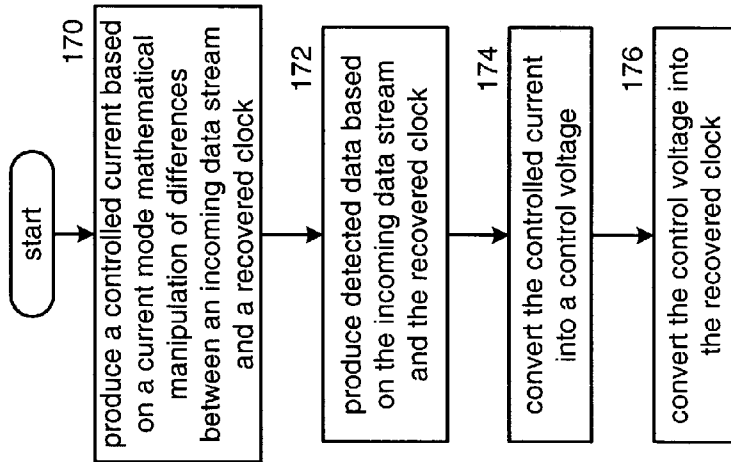 start
170
produce a controlled current based
on a current mode mathematical
manipulation of differences
between an incoming data stream
and a recovered clock
172
produce detected data based
on the incoming data stream
and the recovered clock
174
convert the controlled current
into a control voltage
176
convert the control voltage into
the recovered clock